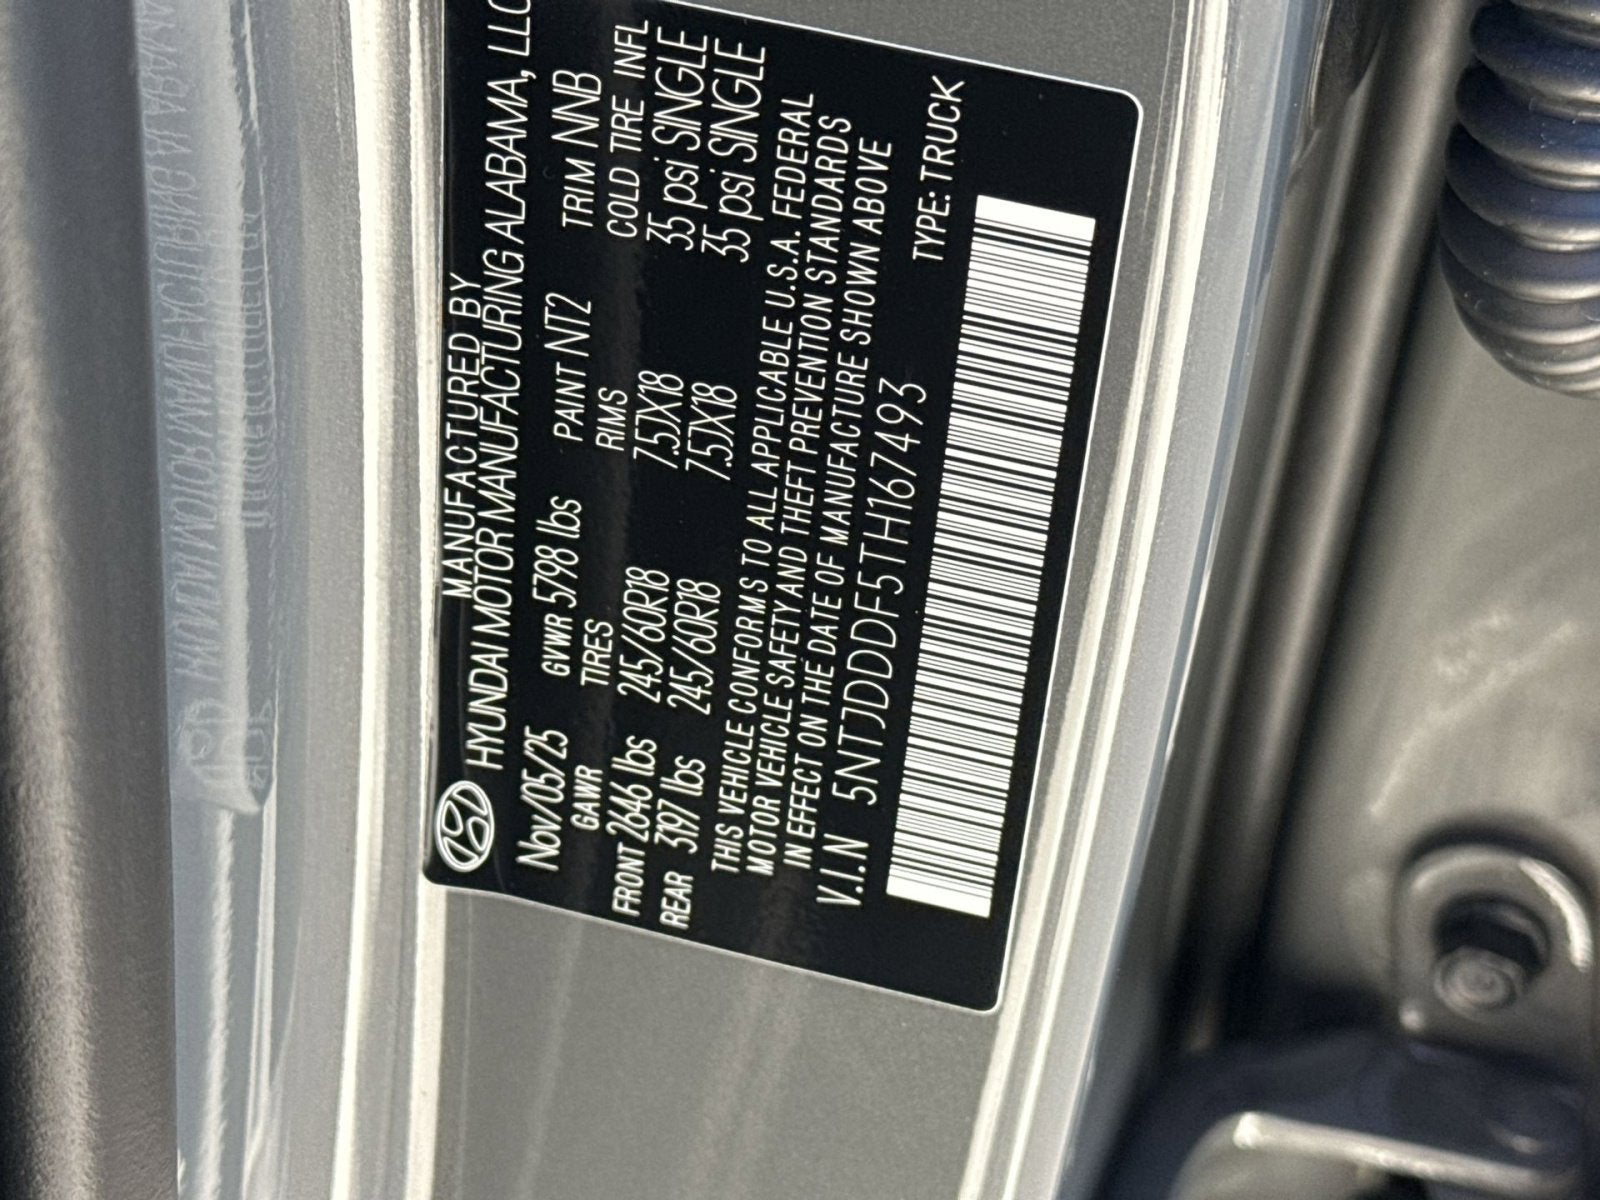 MANUFACTURED BY
HYUNDAI MOTOR MANUFACTURING ALABAMA, LLC
Nov/05/25 GVWR 5798 lbs PAINT NT2 TRIM NNB
GAWR TIRES RIMS COLD TIRE INFL
FRONT 2646 lbs 245/60R18 7.5JX18 35 psi SINGLE
REAR 3197 lbs 245/60R18 7.5JX18 35 psi SINGLE
THIS VEHICLE CONFORMS TO ALL APPLICABLE U.S.A. FEDERAL
MOTOR VEHICLE SAFETY AND THEFT PREVENTION STANDARDS
IN EFFECT ON THE DATE OF MANUFACTURE SHOWN ABOVE
V.I.N 5NTJDDDF5TH167493 TYPE: TRUCK